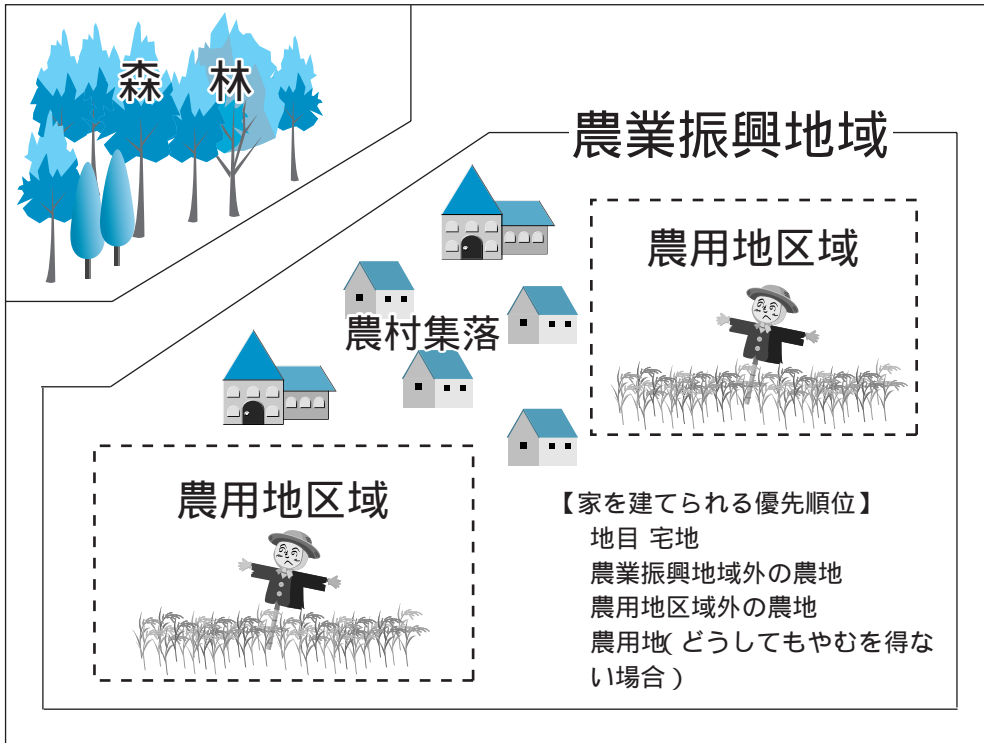 森 林
農業振興地域
農用地区域
農村集落
農用地区域
【家を建てられる優先順位】
地目 宅地
農業振興地域外の農地
農用地区域外の農地
農用地(どうしてもやむを得な
い場合)